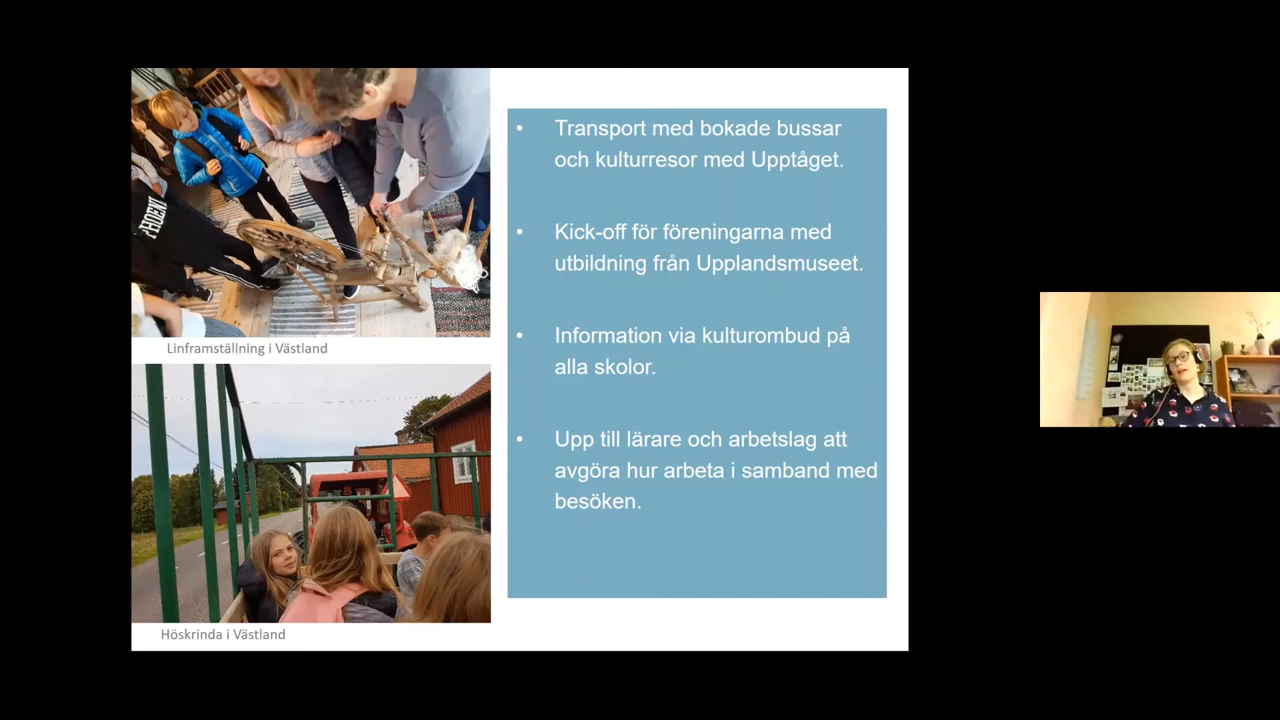 PHOENI
Linframställning i Västland
Höskrinda i Västland
• Transport med bokade bussar
och kulturresor med Upptåget.
• Kick-off för föreningarna med
utbildning från Upplandsmuseet.
• Information via kulturombud på
alla skolor.
• Upp till lärare och arbetslag att
avgöra hur arbeta i samband med
besöken.